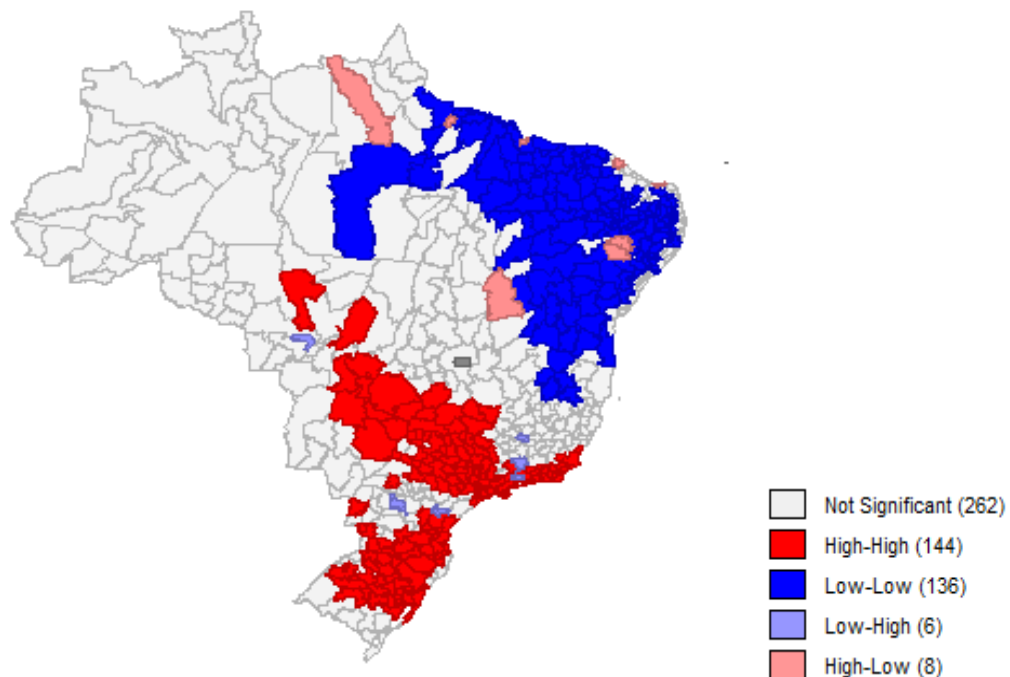 Not Significant (262)
High-High (144)
Low-Low (136)
Low-High (6)
High-Low (8)